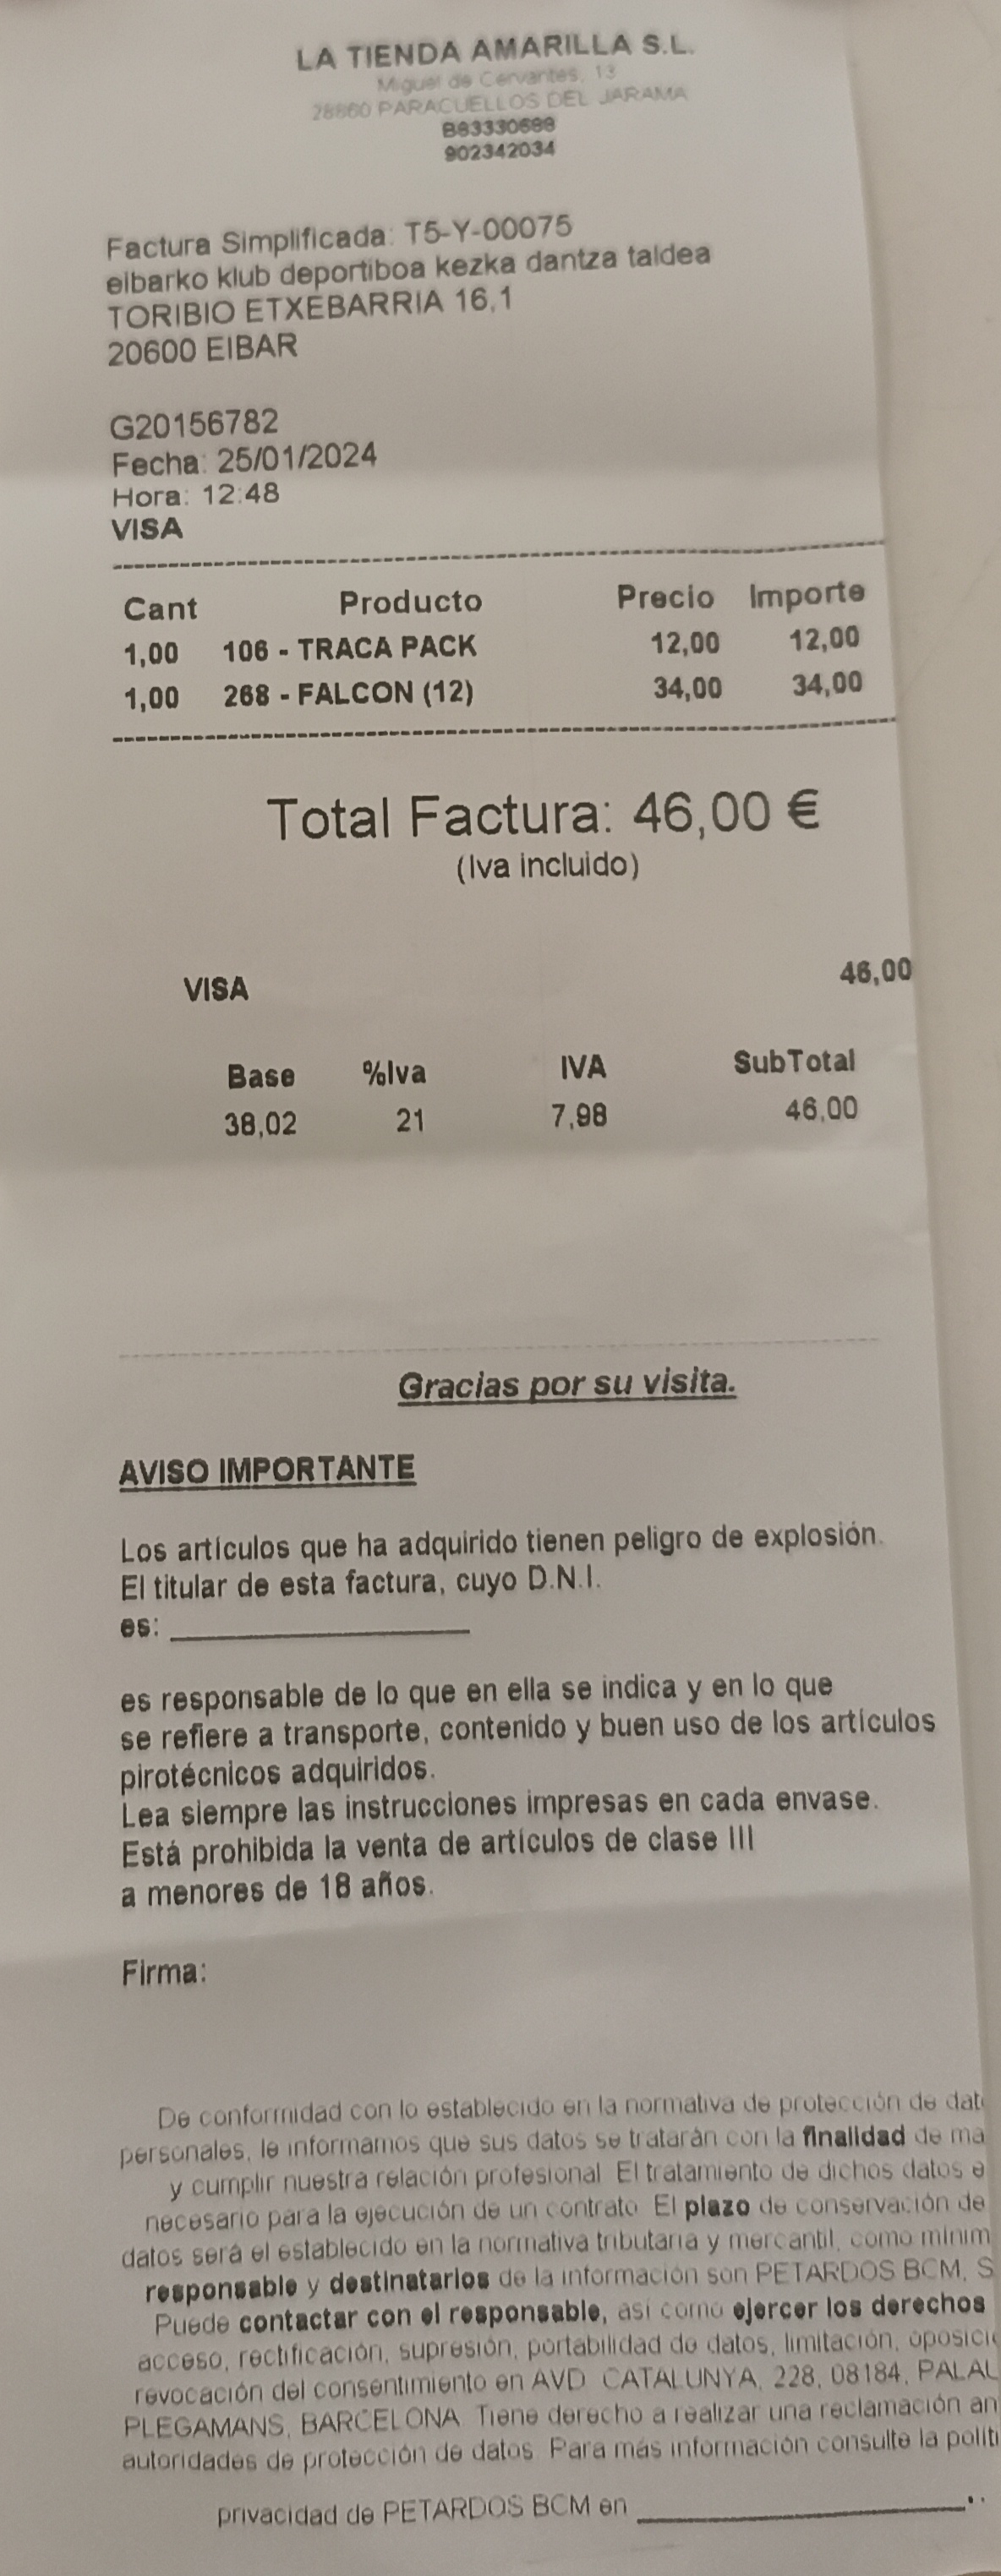 LA TIENDA AMARILLA S.L.
Miguel de Cervantes, 13
28860 PARACUELLOS DEL JARAMA
B83330688
902342034
Factura Simplificada: T5-Y-00075
eibarko klub deportiboa kezka dantza taldea
TORIBIO ETXEBARRIA 16,1
20600 EIBAR
G20156782
Fecha: 25/01/2024
Hora: 12:48
VISA
Cant Producto Precio Importe
1,00 106 - TRACA PACK 12,00 12,00
1,00 268 - FALCON (12) 34,00 34,00
Total Factura: 46,00 €
(Iva incluido)
VISA 46,00
Base %Iva IVA SubTotal
38,02 21 7,98 46,00
Gracias por su visita.
AVISO IMPORTANTE
Los artículos que ha adquirido tienen peligro de explosión.
El titular de esta factura, cuyo D.N.I.
es:
es responsable de lo que en ella se indica y en lo que
se refiere a transporte, contenido y buen uso de los artículos
pirotécnicos adquiridos.
Lea siempre las instrucciones impresas en cada envase.
Está prohibida la venta de artículos de clase III
a menores de 18 años.
Firma:
De conformidad con lo establecido en la normativa de protección de dat
personales, le informamos que sus datos se tratarán con la finalidad de ma
y cumplir nuestra relación profesional. El tratamiento de dichos datos e
necesario para la ejecución de un contrato. El plazo de conservación de
datos será el establecido en la normativa tributaria y mercantil, como mínim
responsable y destinatarios de la información son PETARDOS BCM, S
Puede contactar con el responsable, así como ejercer los derechos
acceso, rectificación, supresión, portabilidad de datos, limitación, oposici
revocación del consentimiento en AVD. CATALUNYA, 228, 08184, PALAU
PLEGAMANS, BARCELONA. Tiene derecho a realizar una reclamación an
autoridades de protección de datos. Para más información consulte la polít
privacidad de PETARDOS BCM en